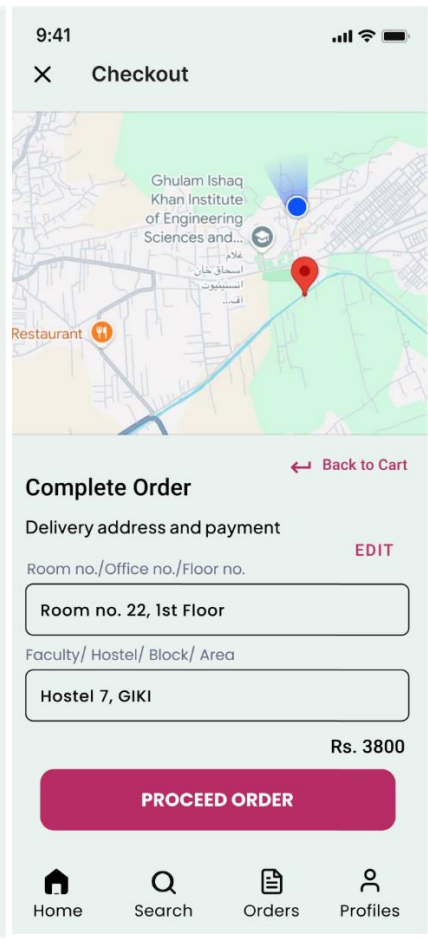 9:41
Checkout
Ghulam Ishaq
Khan Institute
of Engineering
Sciences and...
غلام
اسحاق خان
انسٹیٹیوٹ
آف...
Restaurant
Back to Cart
Complete Order
Delivery address and payment
EDIT
Room no./Office no./Floor no.
Room no. 22, 1st Floor
Faculty/ Hostel/ Block/ Area
Hostel 7, GIKI
Rs. 3800
PROCEED ORDER
Home
Search
Orders
Profiles